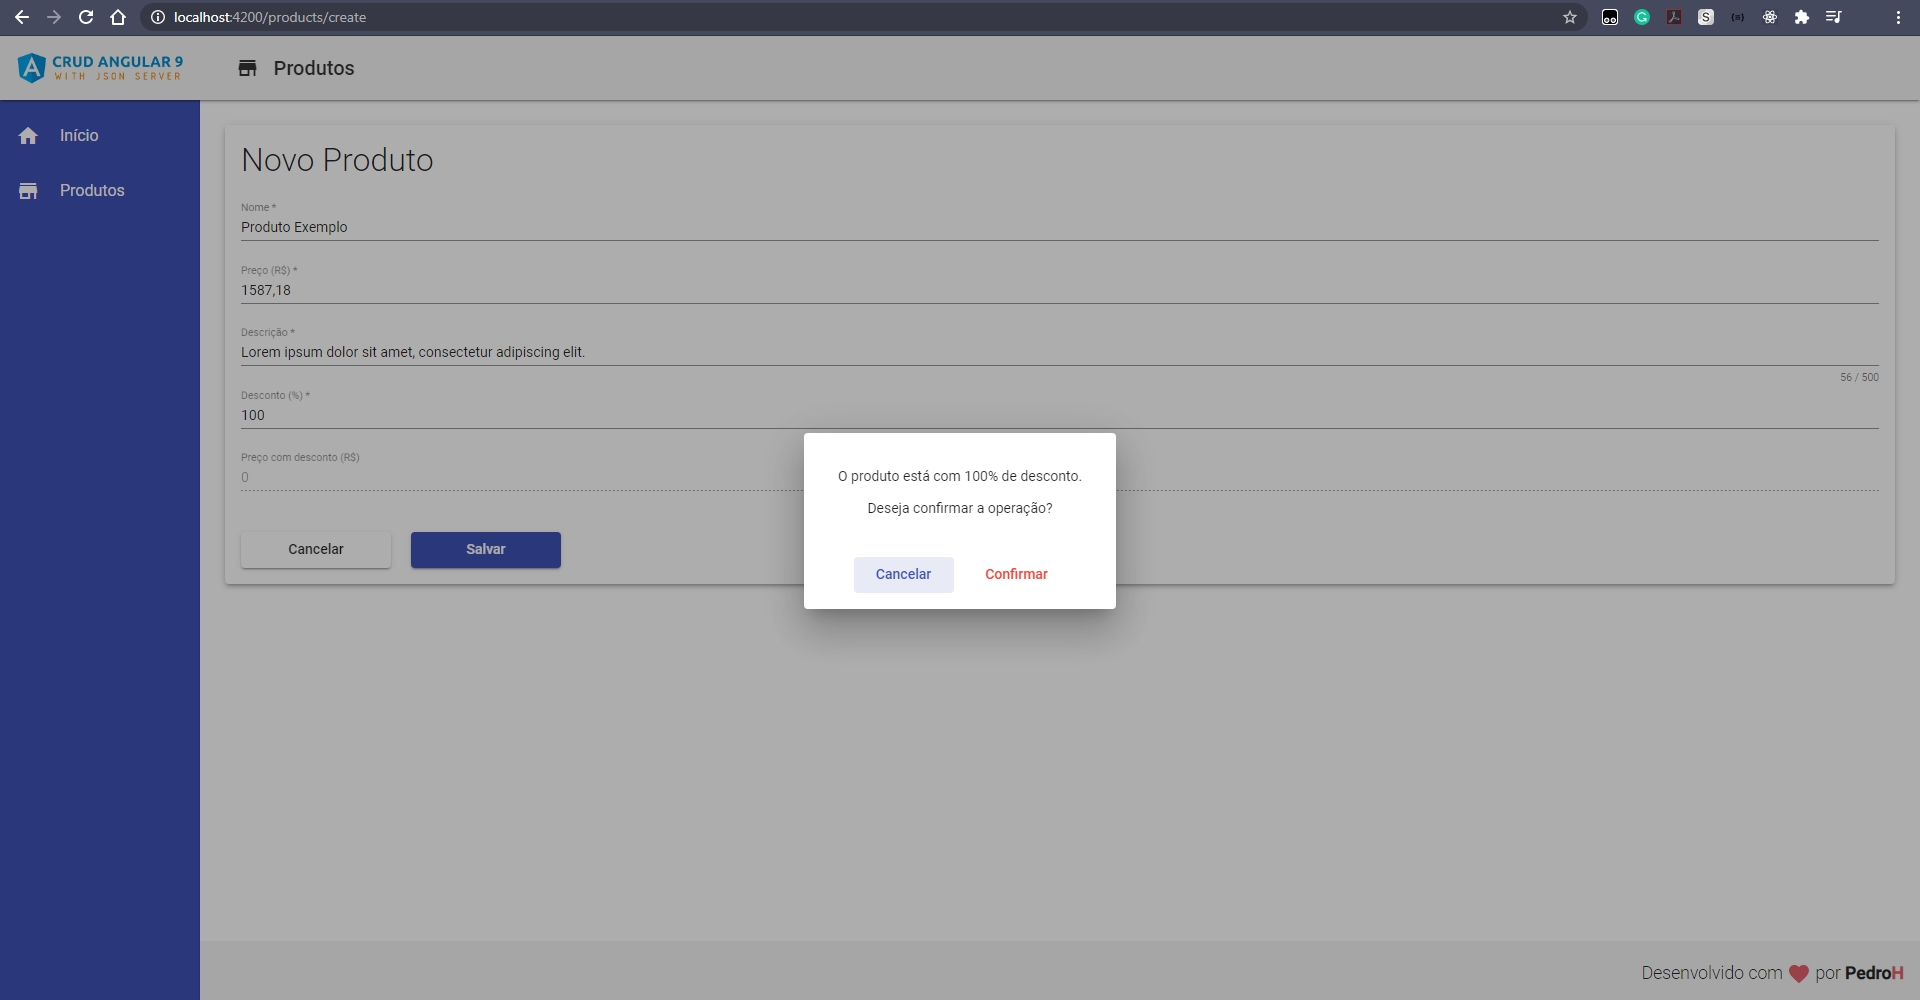 localhost:4200/products/create
CRUD ANGULAR 9
WITH JSON SERVER
Produtos
Início
Produtos
Novo Produto
Nome *
Produto Exemplo
Preço (R$) *
1587,18
Descrição *
Lorem ipsum dolor sit amet, consectetur adipiscing elit.
56 / 500
Desconto (%) *
100
Preço com desconto (R$)
0
Cancelar
Salvar
O produto está com 100% de desconto.
Deseja confirmar a operação?
Cancelar
Confirmar
Desenvolvido com ❤ por PedroH